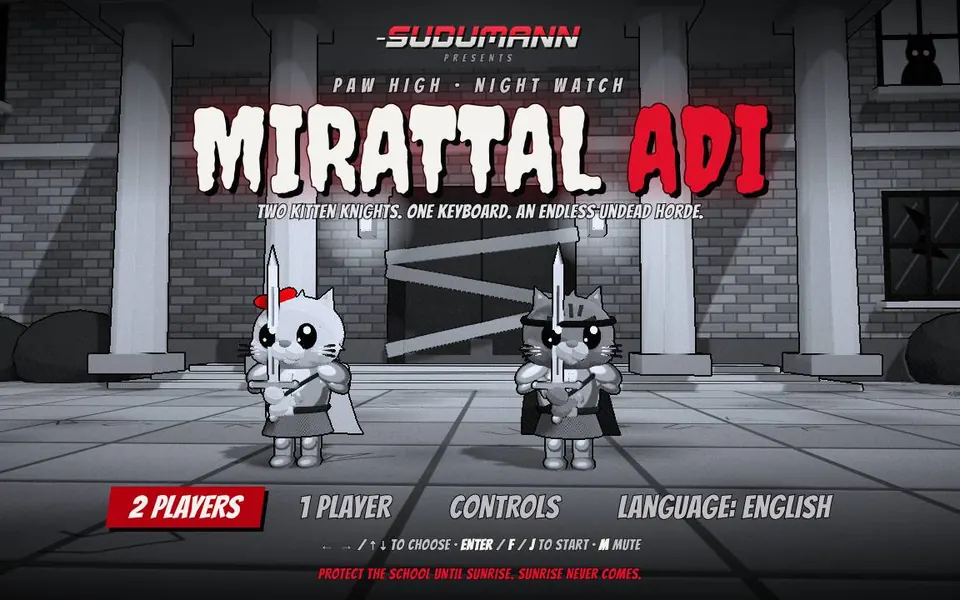 -SUDUMANN
PRESENTS
PAW HIGH · NIGHT WATCH
MIRATTAL ADI
TWO KITTEN KNIGHTS. ONE KEYBOARD. AN ENDLESS UNDEAD HORDE.
2 PLAYERS 1 PLAYER CONTROLS LANGUAGE: ENGLISH
← → / ↑ ↓ TO CHOOSE · ENTER / F / J TO START · M MUTE
PROTECT THE SCHOOL UNTIL SUNRISE. SUNRISE NEVER COMES.